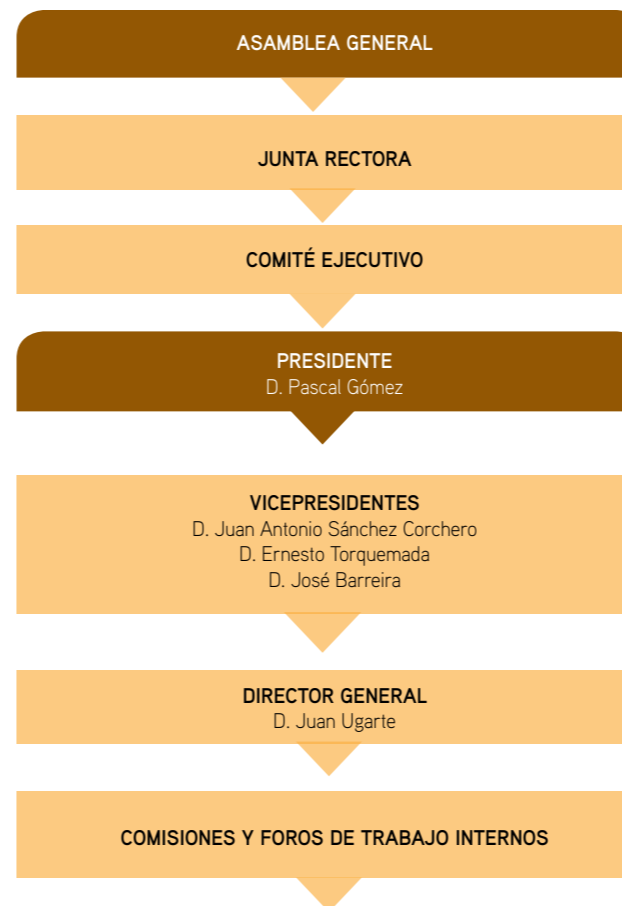 ASAMBLEA GENERAL
JUNTA RECTORA
COMITÉ EJECUTIVO
PRESIDENTE
D. Pascal Gómez
VICEPRESIDENTES
D. Juan Antonio Sánchez Corchero
D. Ernesto Torquemada
D. José Barreira
DIRECTOR GENERAL
D. Juan Ugarte
COMISIONES Y FOROS DE TRABAJO INTERNOS